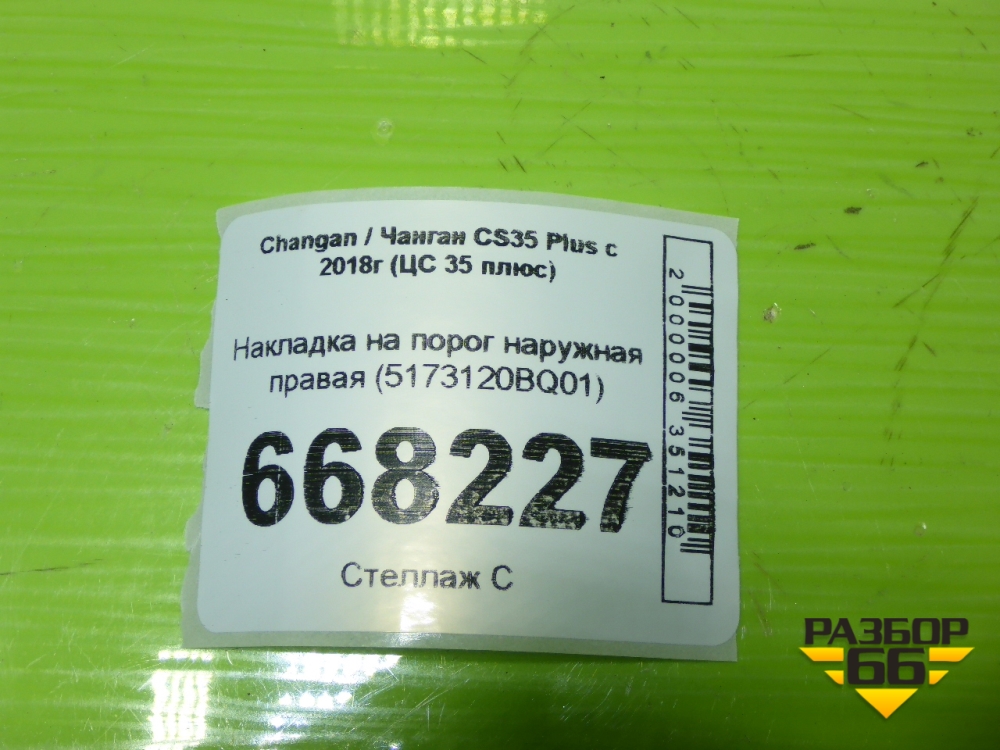 Changan / Чанган CS35 Plus с
2018г (ЦС 35 плюс)
Накладка на порог наружная
правая (5173120BQ01)
668227
Стеллаж С
2000006351210
РАЗБОР
66